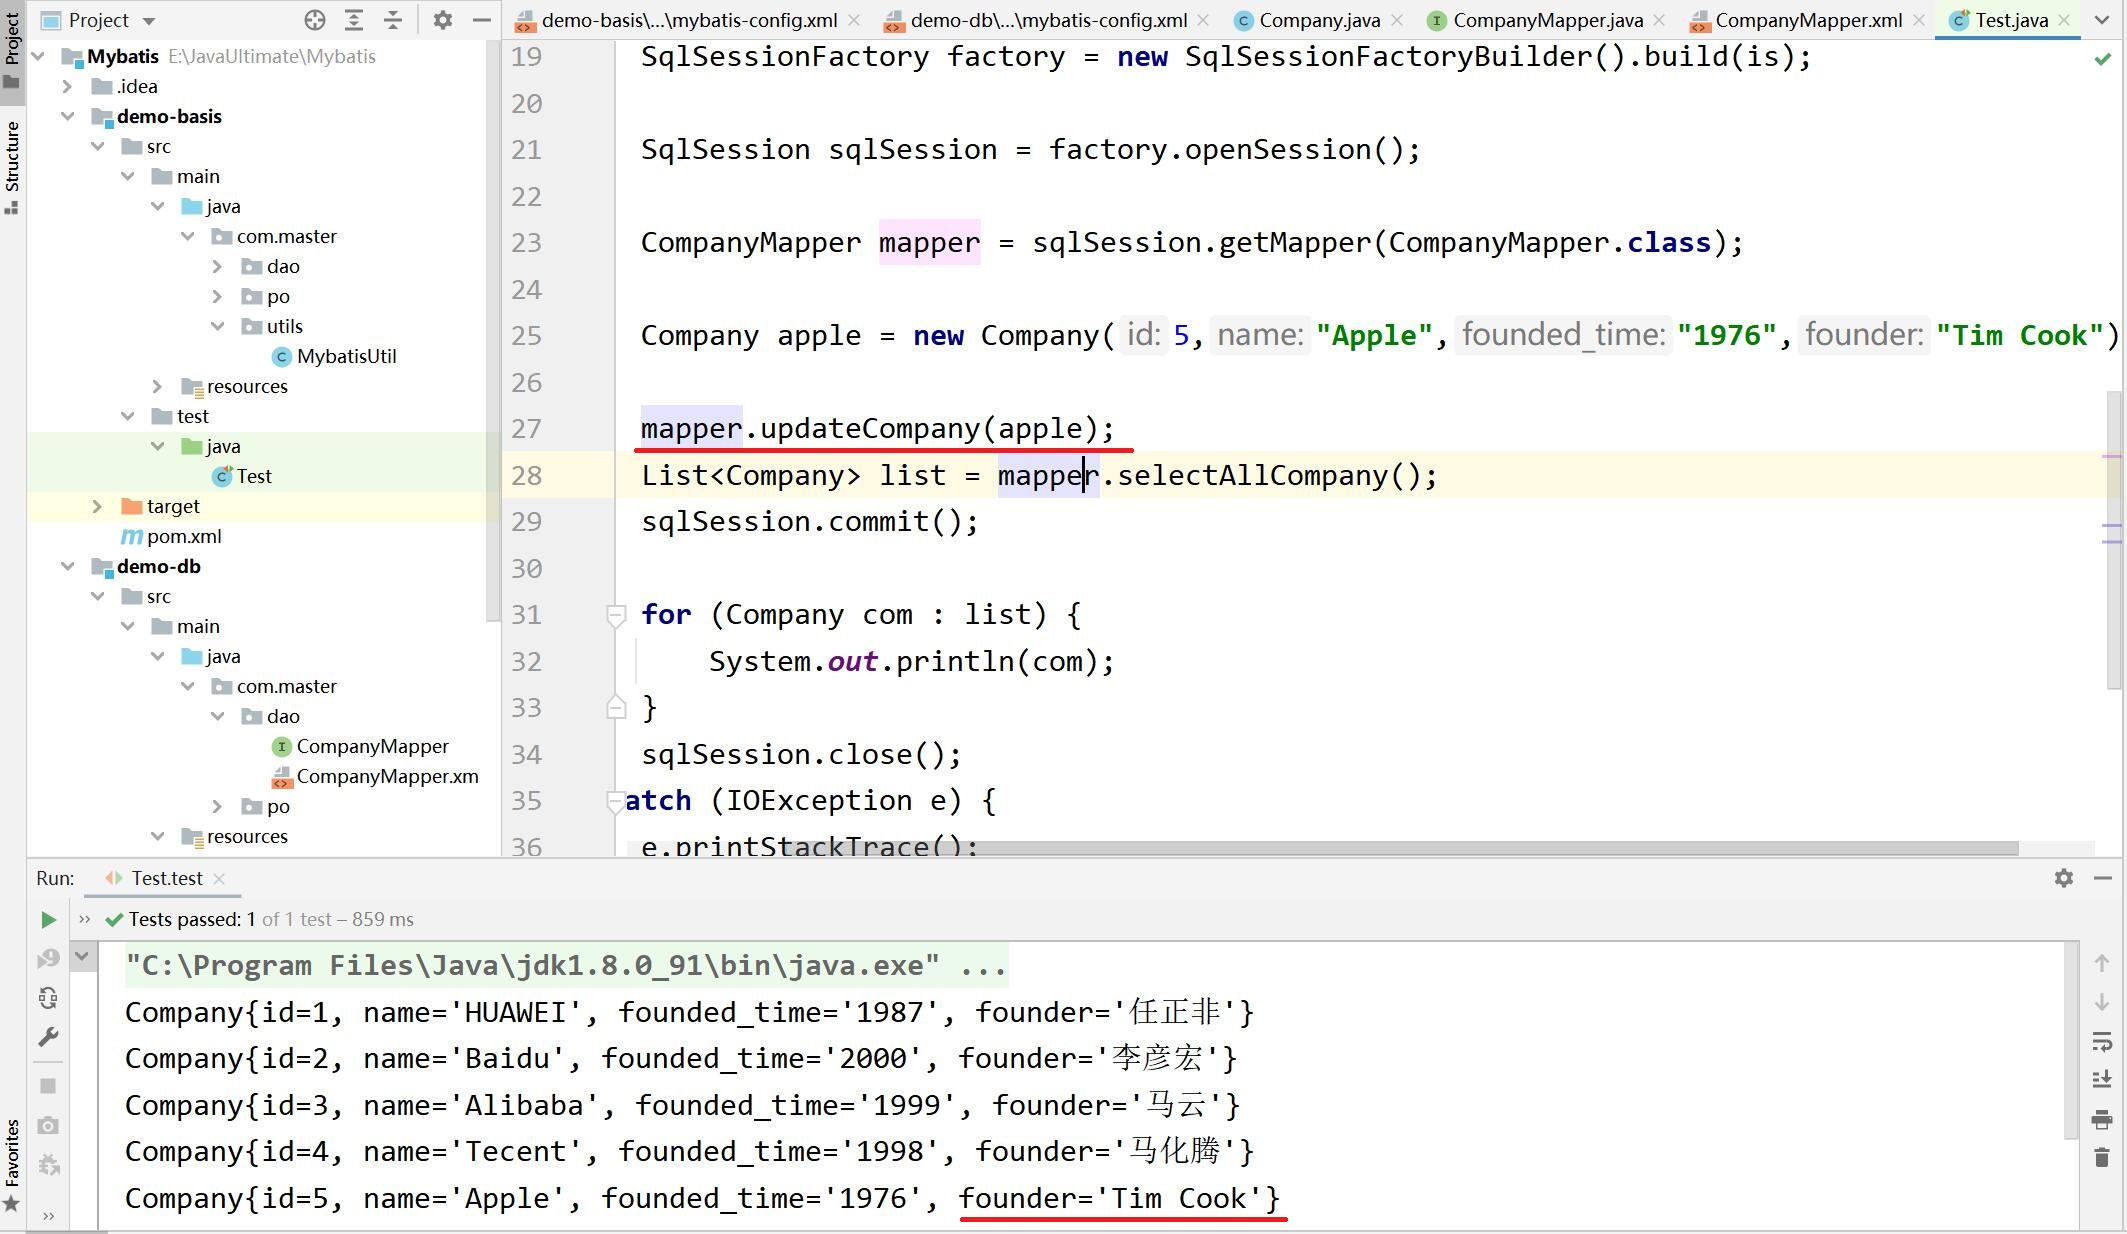 Project
demo-basis\...\mybatis-config.xml
demo-db\...\mybatis-config.xml
Company.java
CompanyMapper.java
CompanyMapper.xml
Test.java
Project
Structure
Favorites
Mybatis E:\JavaUltimate\Mybatis
.idea
demo-basis
src
main
java
com.master
dao
po
utils
MybatisUtil
resources
test
java
Test
target
pom.xml
demo-db
src
main
java
com.master
dao
CompanyMapper
CompanyMapper.xm
po
resources
19 SqlSessionFactory factory = new SqlSessionFactoryBuilder().build(is);
20
21 SqlSession sqlSession = factory.openSession();
22
23 CompanyMapper mapper = sqlSession.getMapper(CompanyMapper.class);
24
25 Company apple = new Company( id: 5, name: "Apple", founded_time: "1976", founder: "Tim Cook")
26
27 mapper.updateCompany(apple);
28 List<Company> list = mapper.selectAllCompany();
29 sqlSession.commit();
30
31 for (Company com : list) {
32 System.out.println(com);
33 }
34 sqlSession.close();
35 atch (IOException e) {
36 e.printStackTrace();
Run: Test.test
Tests passed: 1 of 1 test – 859 ms
"C:\Program Files\Java\jdk1.8.0_91\bin\java.exe" ...
Company{id=1, name='HUAWEI', founded_time='1987', founder='任正非'}
Company{id=2, name='Baidu', founded_time='2000', founder='李彦宏'}
Company{id=3, name='Alibaba', founded_time='1999', founder='马云'}
Company{id=4, name='Tecent', founded_time='1998', founder='马化腾'}
Company{id=5, name='Apple', founded_time='1976', founder='Tim Cook'}